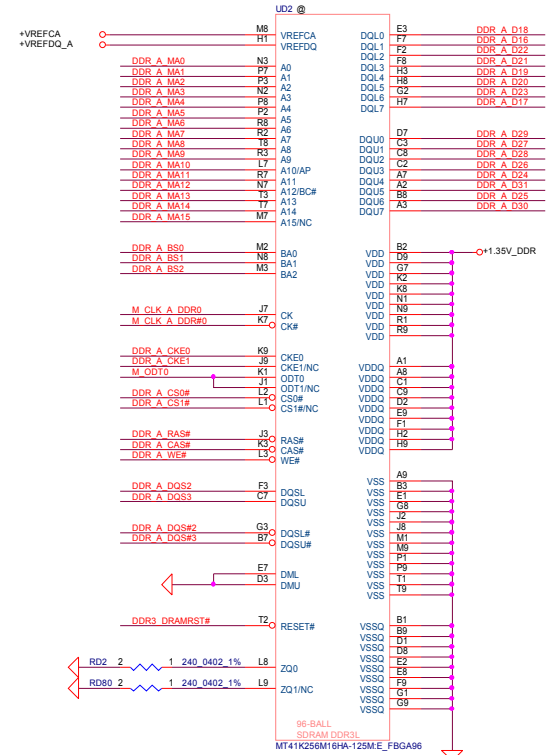 UD2 @
+VREFCA M8 VREFCA DQL0 E3 DDR_A_D18
+VREFDQ_A H1 VREFDQ DQL1 F7 DDR_A_D16
DQL2 F2 DDR_A_D22
DDR_A_MA0 N3 A0 DQL3 F8 DDR_A_D21
DDR_A_MA1 P7 A1 DQL4 H3 DDR_A_D19
DDR_A_MA2 P3 A2 DQL5 H8 DDR_A_D20
DDR_A_MA3 N2 A3 DQL6 G2 DDR_A_D23
DDR_A_MA4 P8 A4 DQL7 H7 DDR_A_D17
DDR_A_MA5 P2 A5
DDR_A_MA6 R8 A6
DDR_A_MA7 R2 A7 DQU0 D7 DDR_A_D29
DDR_A_MA8 T8 A8 DQU1 C3 DDR_A_D27
DDR_A_MA9 R3 A9 DQU2 C8 DDR_A_D28
DDR_A_MA10 L7 A10/AP DQU3 C2 DDR_A_D26
DDR_A_MA11 R7 A11 DQU4 A7 DDR_A_D24
DDR_A_MA12 N7 A12/BC# DQU5 A2 DDR_A_D31
DDR_A_MA13 T3 A13 DQU6 B8 DDR_A_D25
DDR_A_MA14 T7 A14 DQU7 A3 DDR_A_D30
DDR_A_MA15 M7 A15/NC
DDR_A_BS0 M2 BA0 VDD B2 +1.35V_DDR
DDR_A_BS1 N8 BA1 VDD D9
DDR_A_BS2 M3 BA2 VDD G7
VDD K2
VDD K8
VDD N1
M_CLK_A_DDR0 J7 CK VDD N9
M_CLK_A_DDR#0 K7 CK# VDD R1
VDD R9
DDR_A_CKE0 K9 CKE0
DDR_A_CKE1 J9 CKE1/NC VDDQ A1
M_ODT0 K1 ODT0 VDDQ A8
J1 ODT1/NC VDDQ C1
DDR_A_CS0# L2 CS0# VDDQ C9
DDR_A_CS1# L1 CS1#/NC VDDQ D2
VDDQ E9
VDDQ F1
DDR_A_RAS# J3 RAS# VDDQ H2
DDR_A_CAS# K3 CAS# VDDQ H9
DDR_A_WE# L3 WE#
VSS A9
DDR_A_DQS2 F3 DQSL VSS B3
DDR_A_DQS3 C7 DQSU VSS E1
VSS G8
VSS J2
DDR_A_DQS#2 G3 DQSL# VSS J8
DDR_A_DQS#3 B7 DQSU# VSS M1
VSS M9
VSS P1
E7 DML VSS P9
D3 DMU VSS T1
VSS T9
DDR3_DRAMRST# T2 RESET# VSSQ B1
VSSQ B9
VSSQ D1
VSSQ D8
RD2 2 1 240_0402_1% L8 ZQ0 VSSQ E2
VSSQ E8
RD80 2 1 240_0402_1% L9 ZQ1/NC VSSQ F9
VSSQ G1
VSSQ G9
96-BALL
SDRAM DDR3L
MT41K256M16HA-125M:E_FBGA96